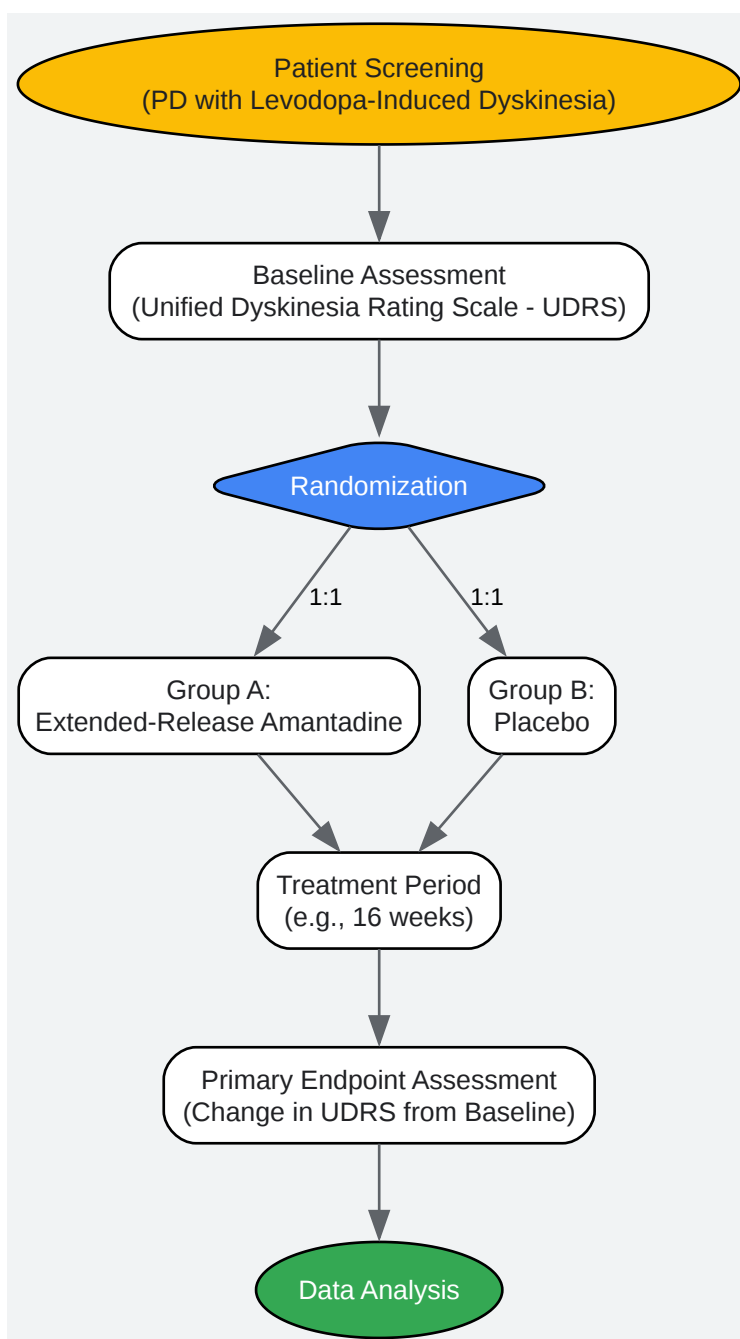 Patient Screening
(PD with Levodopa-Induced Dyskinesia)
Baseline Assessment
(Unified Dyskinesia Rating Scale - UDRS)
Randomization
1:1
1:1
Group A:
Extended-Release Amantadine
Group B:
Placebo
Treatment Period
(e.g., 16 weeks)
Primary Endpoint Assessment
(Change in UDRS from Baseline)
Data Analysis